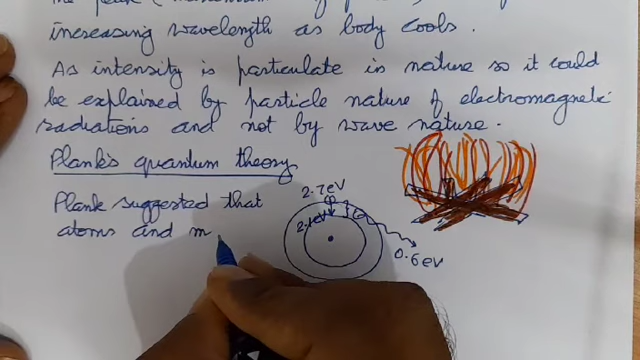 increasing wavelength as body cools.
As intensity is particulate in nature so it could
be explained by particle nature of electromagnetic
radiations and not by wave nature.
Planks quantum theory
Plank suggested that
atoms and m
2.7eV
2.1eV
0.6eV